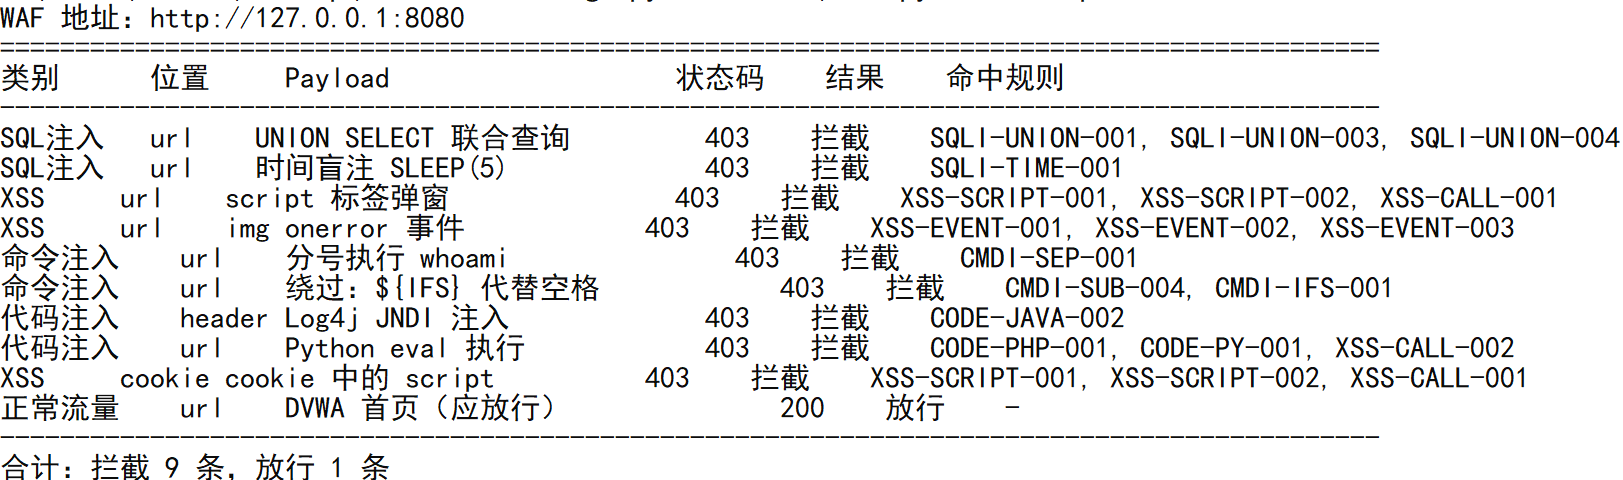 WAF 地址：http://127.0.0.1:8080
============================================================================================
类别 位置 Payload 状态码 结果 命中规则
--------------------------------------------------------------------------------------------
SQL注入 url UNION SELECT 联合查询 403 拦截 SQLI-UNION-001, SQLI-UNION-003, SQLI-UNION-004
SQL注入 url 时间盲注 SLEEP(5) 403 拦截 SQLI-TIME-001
XSS url script 标签弹窗 403 拦截 XSS-SCRIPT-001, XSS-SCRIPT-002, XSS-CALL-001
XSS url img onerror 事件 403 拦截 XSS-EVENT-001, XSS-EVENT-002, XSS-EVENT-003
命令注入 url 分号执行 whoami 403 拦截 CMDI-SEP-001
命令注入 url 绕过：${IFS} 代替空格 403 拦截 CMDI-SUB-004, CMDI-IFS-001
代码注入 header Log4j JNDI 注入 403 拦截 CODE-JAVA-002
代码注入 url Python eval 执行 403 拦截 CODE-PHP-001, CODE-PY-001, XSS-CALL-002
XSS cookie cookie 中的 script 403 拦截 XSS-SCRIPT-001, XSS-SCRIPT-002, XSS-CALL-001
正常流量 url DVWA 首页（应放行） 200 放行 -
--------------------------------------------------------------------------------------------
合计：拦截 9 条，放行 1 条